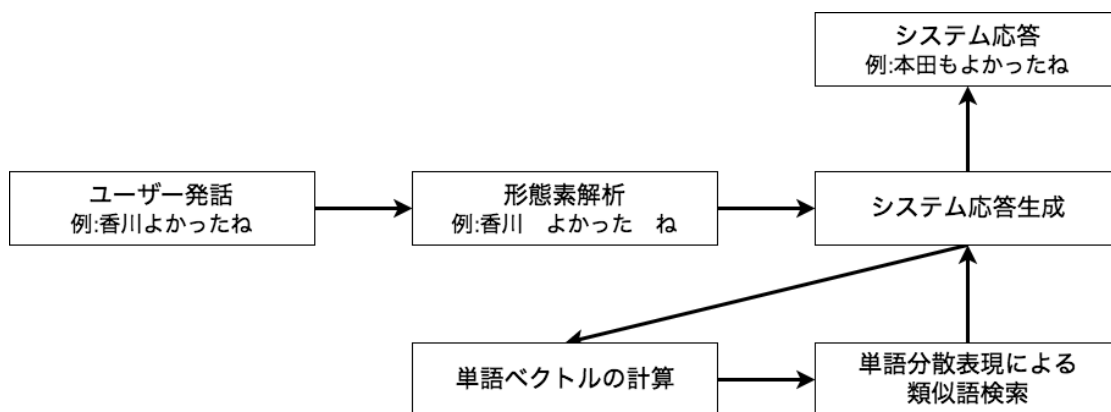 システム応答
例:本田もよかったね
ユーザー発話
例:香川よかったね
形態素解析
例:香川　よかった　ね
システム応答生成
単語ベクトルの計算
単語分散表現による
類似語検索